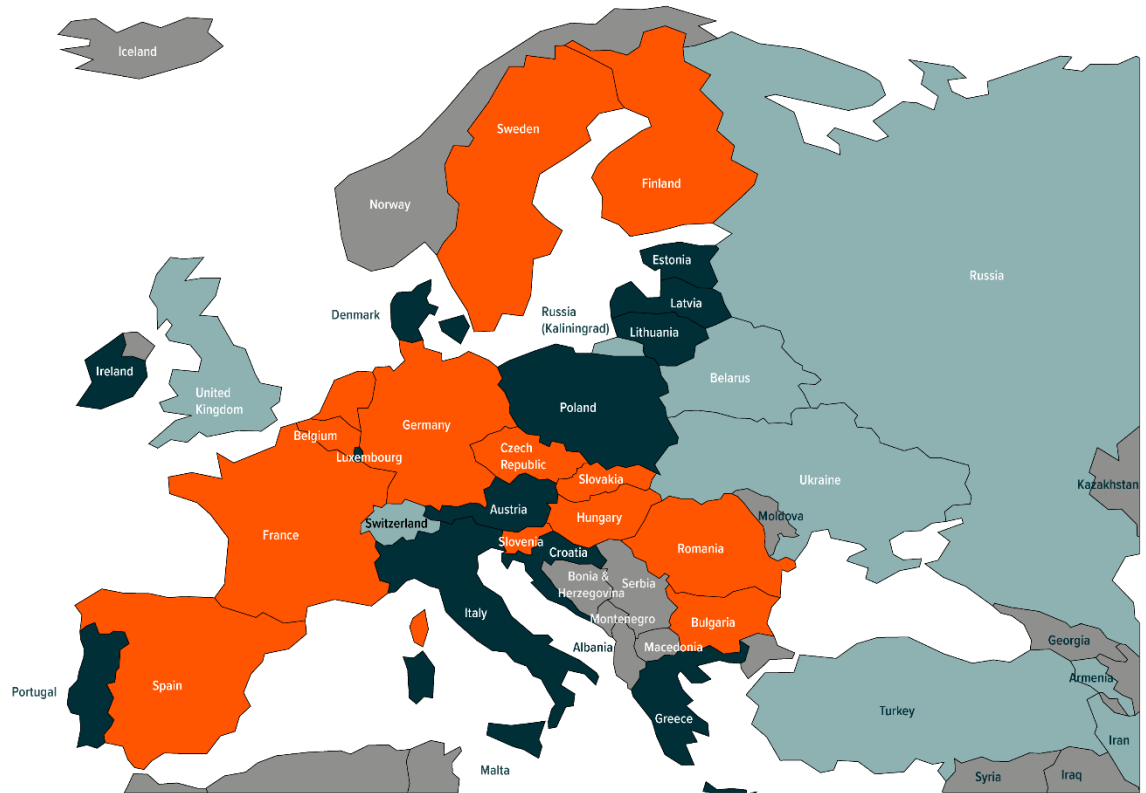 Iceland
Sweden
Finland
Norway
Russia
Estonia
Latvia
Denmark
Russia
(Kaliningrad)
Lithuania
Ireland
United
Kingdom
Belarus
Poland
Germany
Belgium
Luxembourg
Czech
Republic
Slovakia
Ukraine
Kazakhstan
Austria
Hungary
Moldova
Switzerland
France
Slovenia
Croatia
Romania
Bonia &
Herzegovina
Serbia
Italy
Montenegro
Bulgaria
Albania
Macedonia
Georgia
Armenia
Portugal
Spain
Greece
Turkey
Iran
Malta
Syria
Iraq